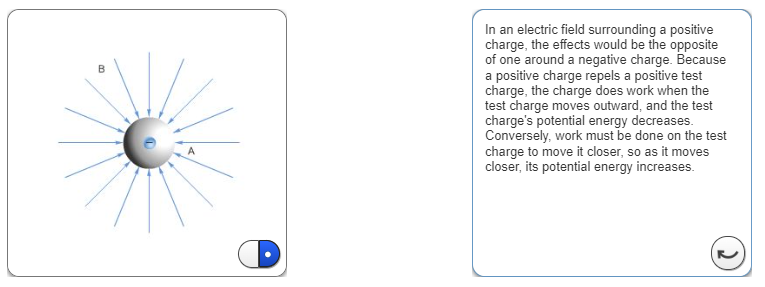 B
−
A
In an electric field surrounding a positive
charge, the effects would be the opposite
of one around a negative charge. Because
a positive charge repels a positive test
charge, the charge does work when the
test charge moves outward, and the test
charge's potential energy decreases.
Conversely, work must be done on the test
charge to move it closer, so as it moves
closer, its potential energy increases.